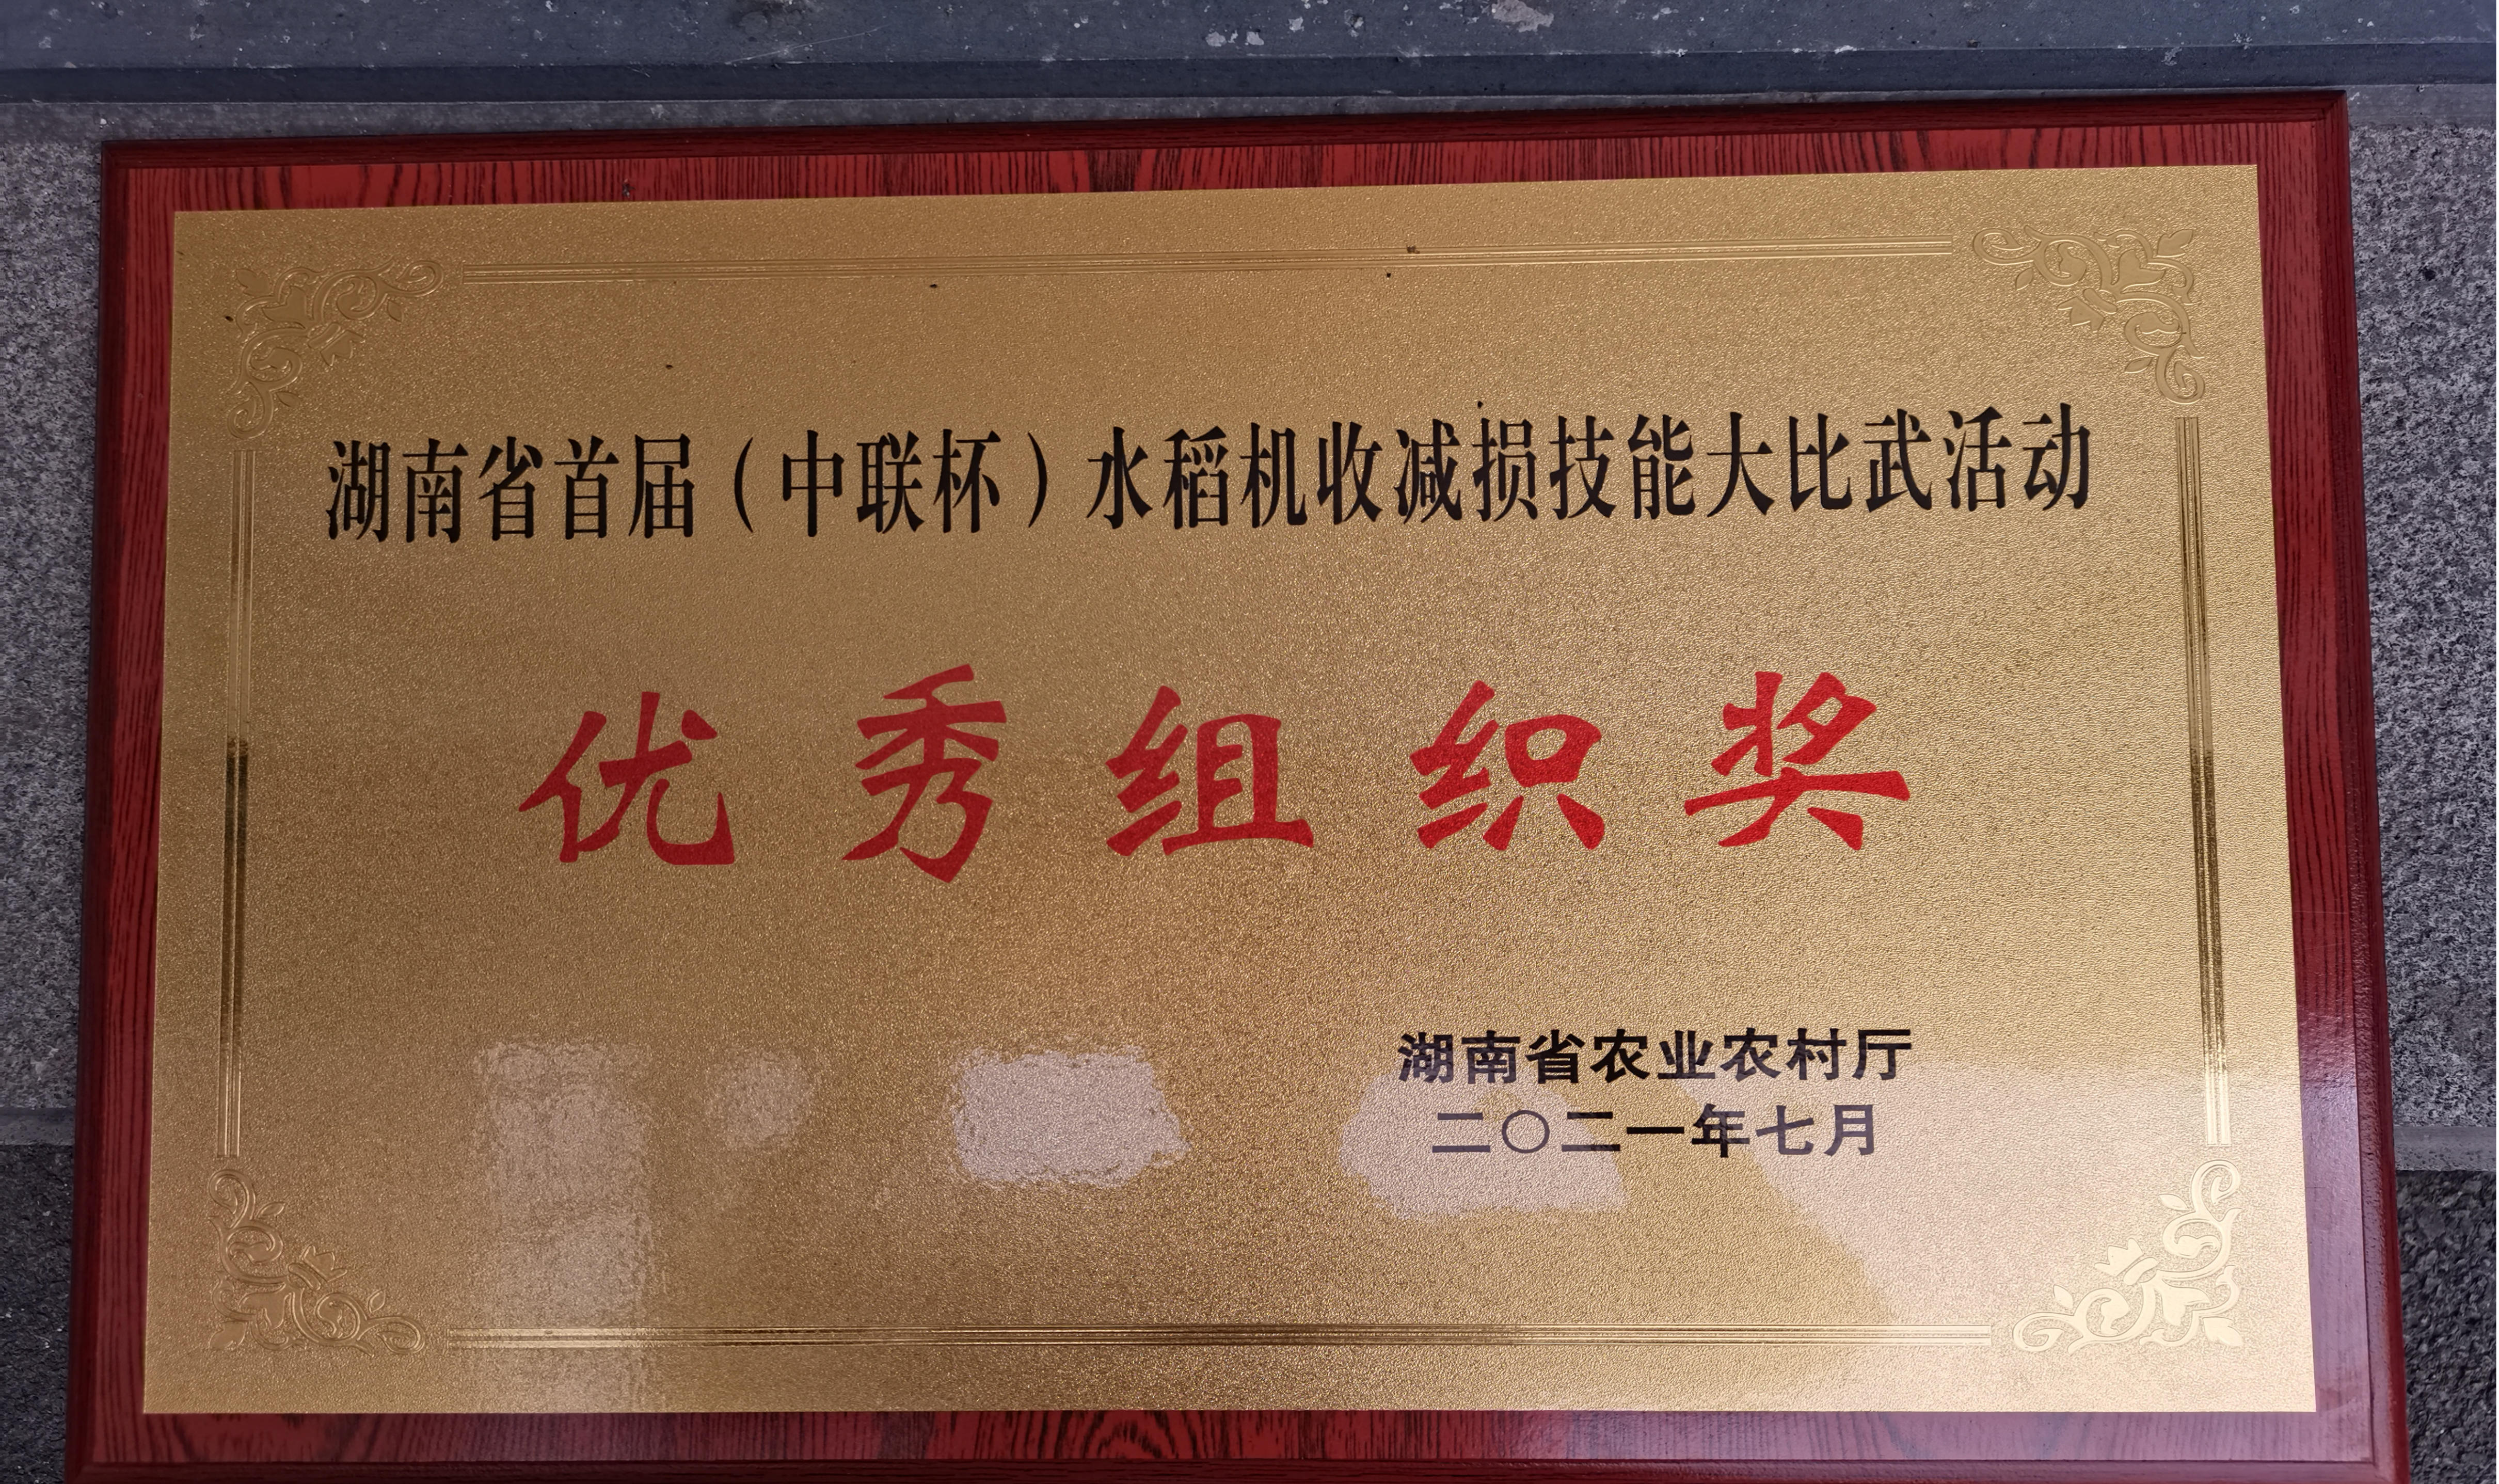 湖南省首届（中联杯）水稻机收减损技能大比武活动
优秀组织奖
湖南省农业农村厅
二〇二一年七月